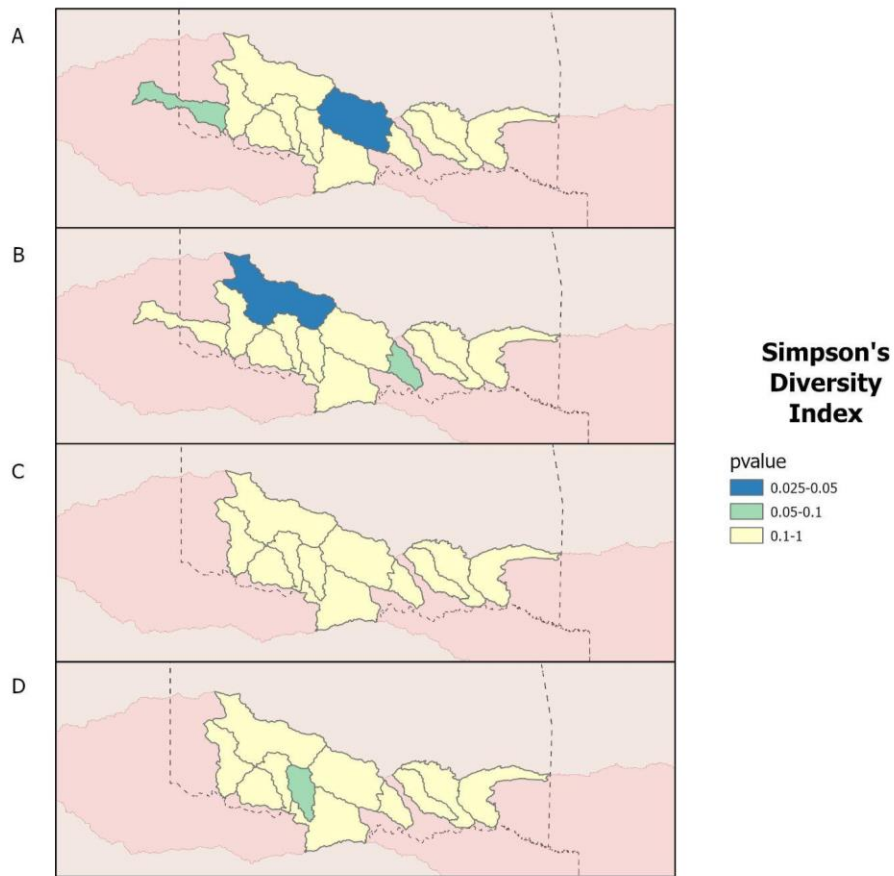 A
B
C
D
Simpson's
Diversity
Index
pvalue
0.025-0.05
0.05-0.1
0.1-1